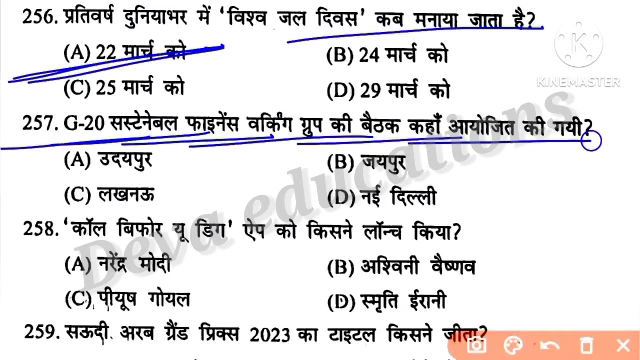 256. प्रतिवर्ष दुनियाभर में ‘विश्व जल दिवस’ कब मनाया जाता है?
(A) 22 मार्च को (B) 24 मार्च को
(C) 25 मार्च को (D) 29 मार्च को
KINEMASTER
257. G-20 सस्टेनेबल फाइनेंस वर्किंग ग्रुप की बैठक कहाँ आयोजित की गयी?
(A) उदयपुर (B) जयपुर
(C) लखनऊ (D) नई दिल्ली
258. ‘कॉल बिफोर यू डिग’ ऐप को किसने लॉन्च किया?
(A) नरेंद्र मोदी (B) अश्विनी वैष्णव
(C) पीयूष गोयल (D) स्मृति ईरानी
259. सऊदी अरब ग्रैंड प्रिक्स 2023 का टाइटल किसने जीता?
Deva educations